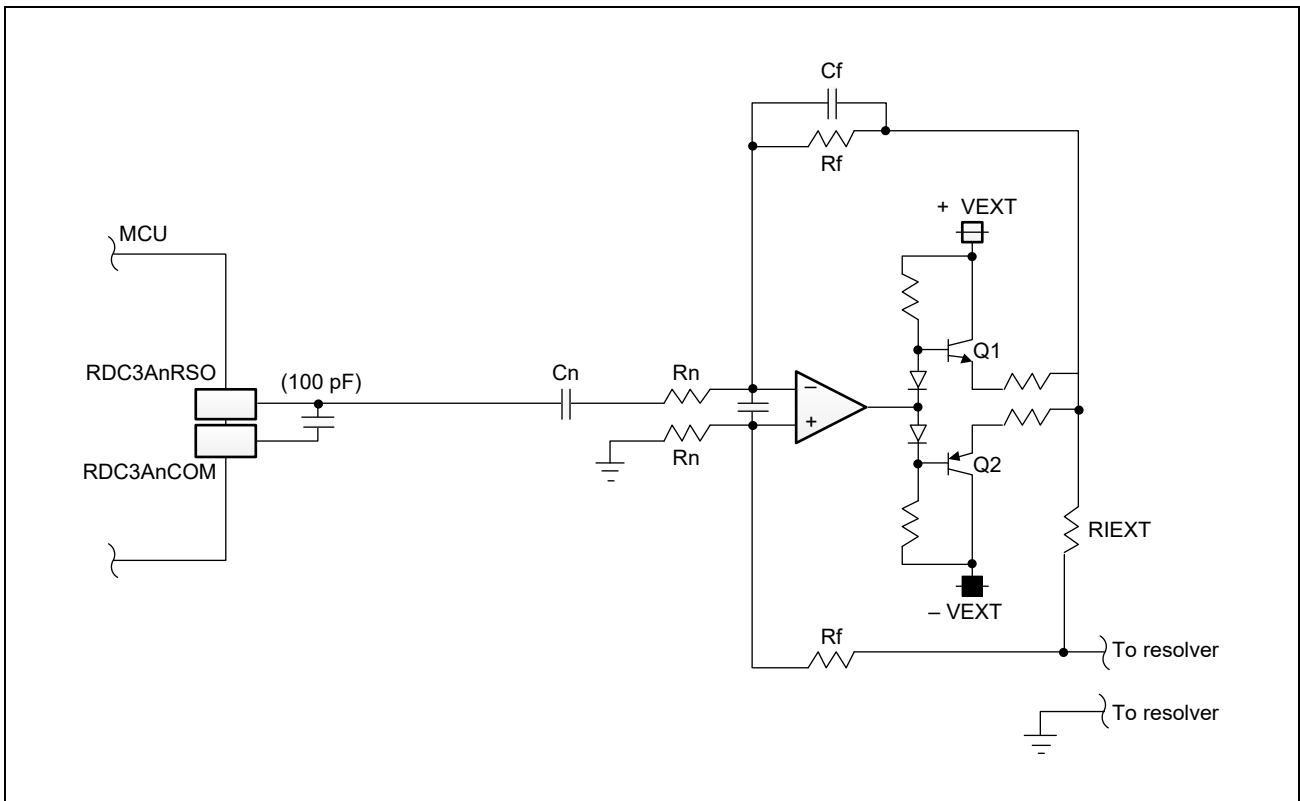 Cf
Rf
+ VEXT
MCU
RDC3AnRSO
(100 pF)
Cn
Rn
−
+
Q1
Rn
RDC3AnCOM
Q2
RIEXT
– VEXT
Rf
To resolver
To resolver